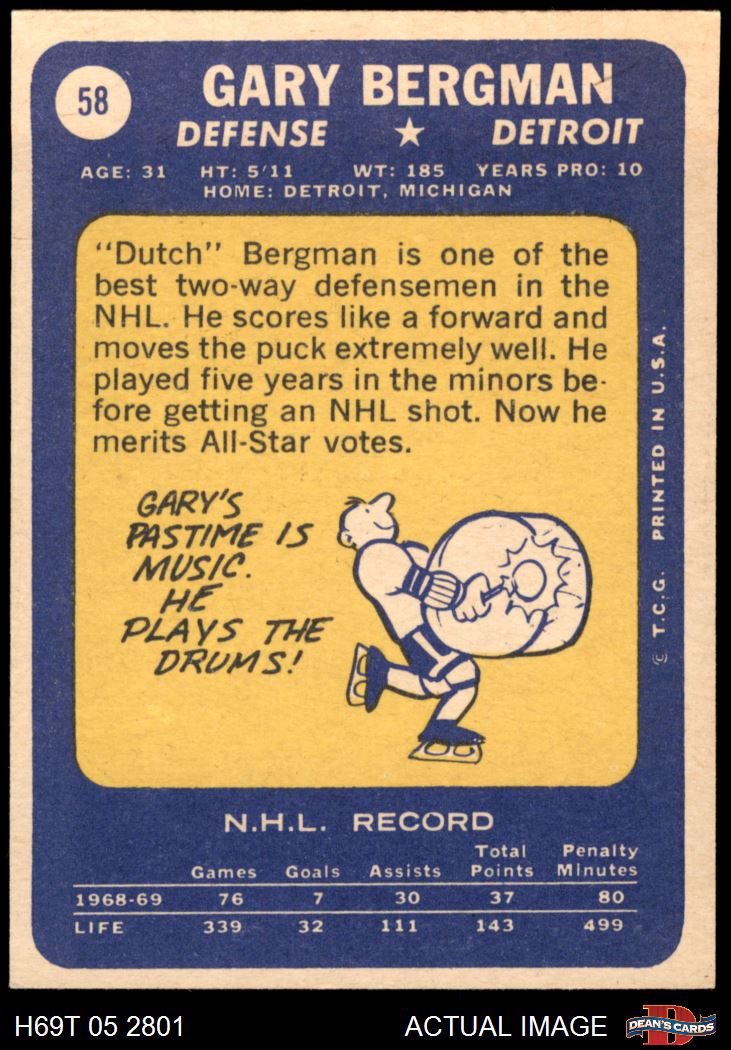 58
GARY BERGMAN
DEFENSE ★ DETROIT
AGE: 31 HT: 5'11 WT: 185 YEARS PRO: 10
HOME: DETROIT, MICHIGAN
"Dutch" Bergman is one of the
best two-way defensemen in the
NHL. He scores like a forward and
moves the puck extremely well. He
played five years in the minors be-
fore getting an NHL shot. Now he
merits All-Star votes.
GARY'S
PASTIME IS
MUSIC.
HE
PLAYS THE
DRUMS!
© T.C.G. PRINTED IN U.S.A.
N.H.L. RECORD
Total Penalty
Games Goals Assists Points Minutes
1968-69 76 7 30 37 80
LIFE 339 32 111 143 499
H69T 05 2801 ACTUAL IMAGE
D
DEAN'S CARDS